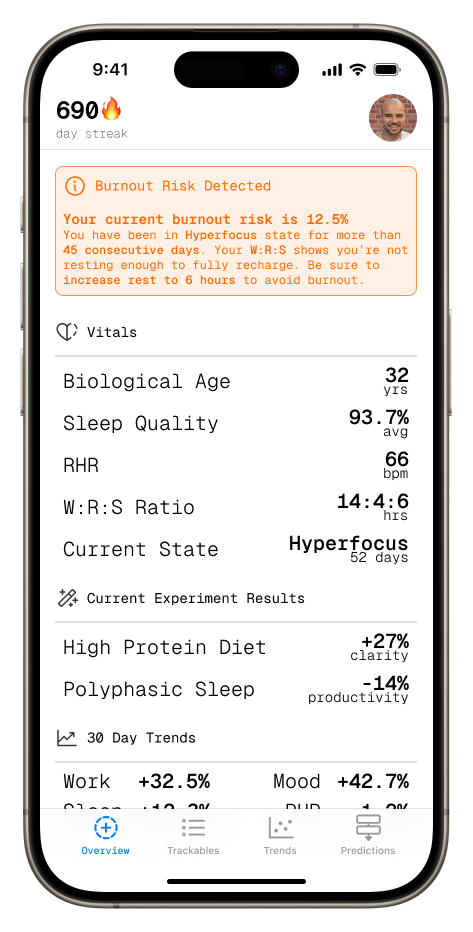 9:41
690🔥
day streak
Burnout Risk Detected
Your current burnout risk is 12.5%
You have been in Hyperfocus state for more than
45 consecutive days. Your W:R:S shows you're not
resting enough to fully recharge. Be sure to
increase rest to 6 hours to avoid burnout.
Vitals
Biological Age 32
yrs
Sleep Quality 93.7%
avg
RHR 66
bpm
W:R:S Ratio 14:4:6
hrs
Current State Hyperfocus
52 days
Current Experiment Results
High Protein Diet +27%
clarity
Polyphasic Sleep -14%
productivity
30 Day Trends
Work +32.5% Mood +42.7%
Sleep
Overview Trackables Trends Predictions